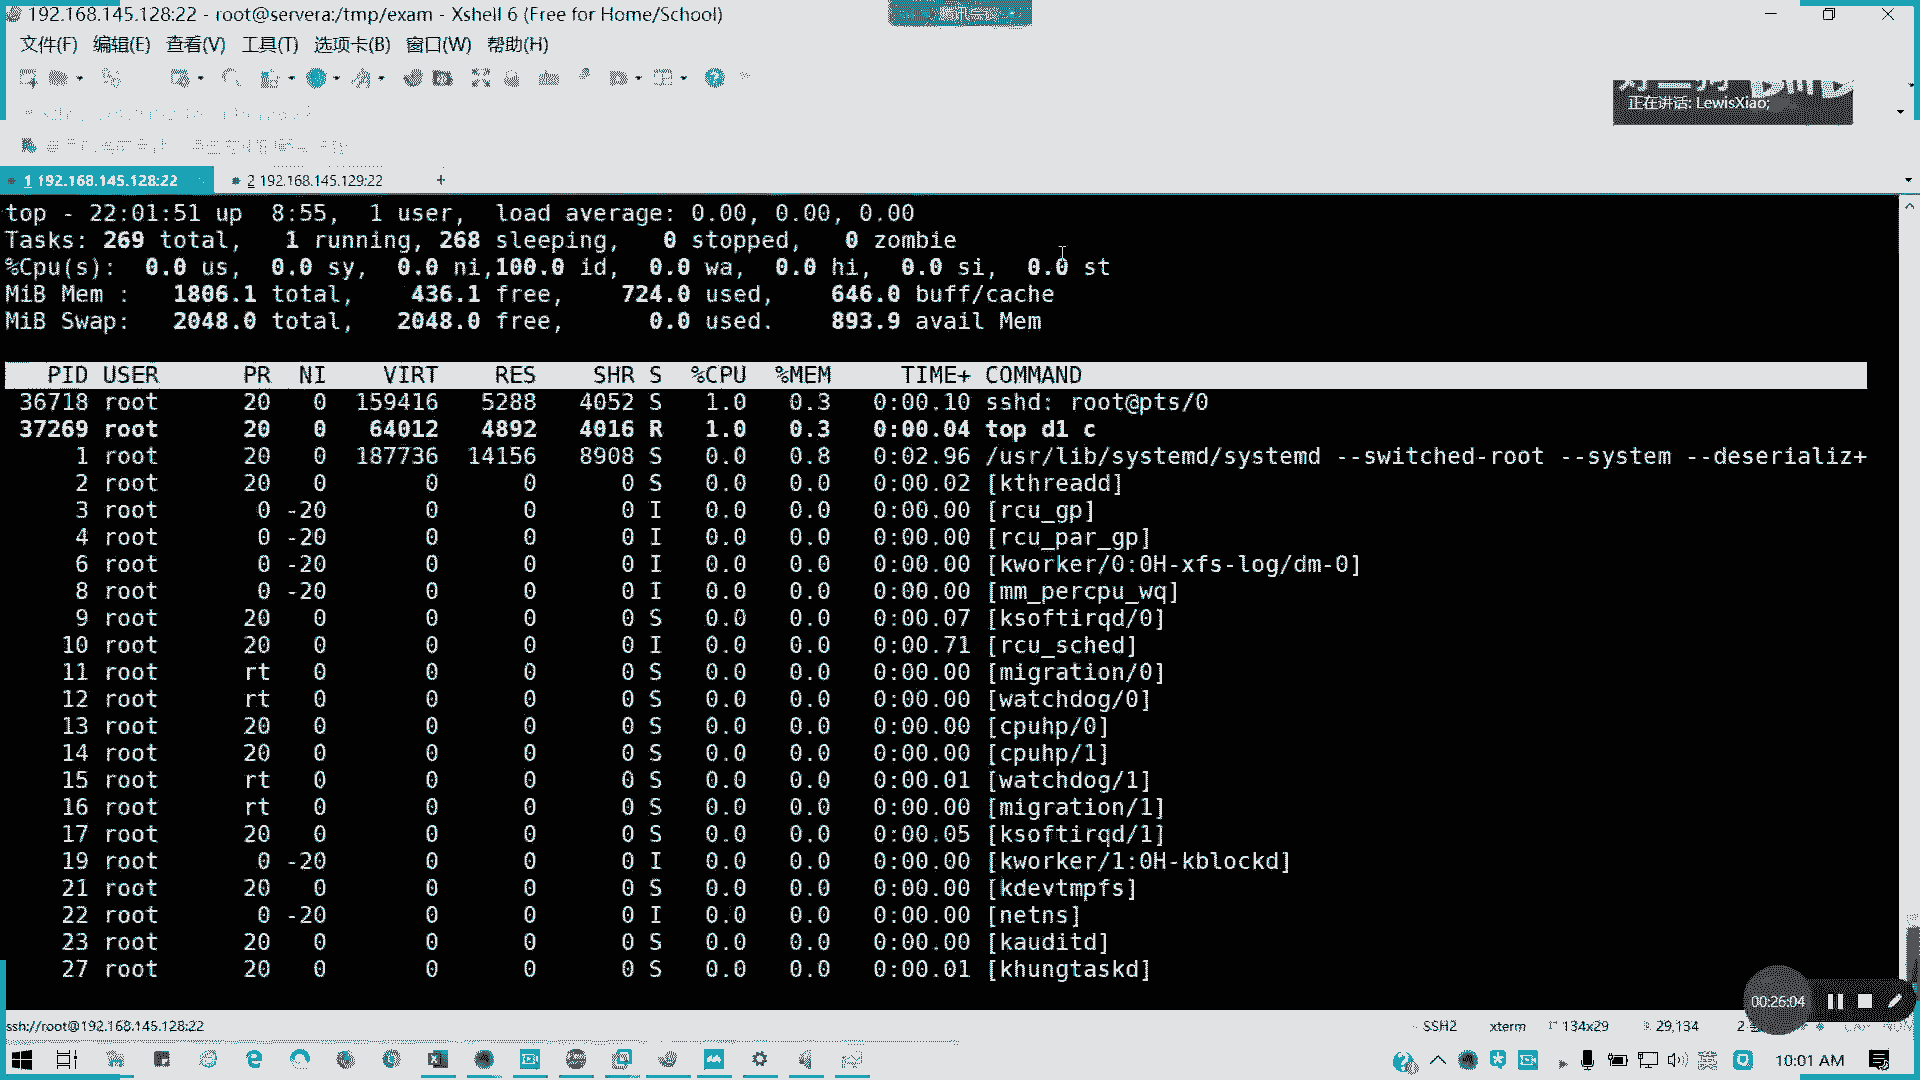 192.168.145.128:22 - root@servera:/tmp/exam - Xshell 6 (Free for Home/School)
文件(F) 编辑(E) 查看(V) 工具(T) 选项卡(B) 窗口(W) 帮助(H)
正在讲话: LewisXiao;
1 192.168.145.128:22 2 192.168.145.129:22 +
top - 22:01:51 up  8:55,  1 user,  load average: 0.00, 0.00, 0.00
Tasks: 269 total,   1 running, 268 sleeping,   0 stopped,   0 zombie
%Cpu(s):  0.0 us,  0.0 sy,  0.0 ni,100.0 id,  0.0 wa,  0.0 hi,  0.0 si,  0.0 st
MiB Mem :   1806.1 total,    436.1 free,    724.0 used,    646.0 buff/cache
MiB Swap:   2048.0 total,   2048.0 free,      0.0 used.    893.9 avail Mem
PID USER PR NI VIRT RES SHR S %CPU %MEM TIME+ COMMAND
36718 root 20 0 159416 5288 4052 S 1.0 0.3 0:00.10 sshd: root@pts/0
37269 root 20 0 64012 4892 4016 R 1.0 0.3 0:00.04 top d1 c
1 root 20 0 187736 14156 8908 S 0.0 0.8 0:02.96 /usr/lib/systemd/systemd --switched-root --system --deserializ+
2 root 20 0 0 0 0 S 0.0 0.0 0:00.02 [kthreadd]
3 root 0 -20 0 0 0 I 0.0 0.0 0:00.00 [rcu_gp]
4 root 0 -20 0 0 0 I 0.0 0.0 0:00.00 [rcu_par_gp]
6 root 0 -20 0 0 0 I 0.0 0.0 0:00.00 [kworker/0:0H-xfs-log/dm-0]
8 root 0 -20 0 0 0 I 0.0 0.0 0:00.00 [mm_percpu_wq]
9 root 20 0 0 0 0 S 0.0 0.0 0:00.07 [ksoftirqd/0]
10 root 20 0 0 0 0 I 0.0 0.0 0:00.71 [rcu_sched]
11 root rt 0 0 0 0 S 0.0 0.0 0:00.00 [migration/0]
12 root rt 0 0 0 0 S 0.0 0.0 0:00.00 [watchdog/0]
13 root 20 0 0 0 0 S 0.0 0.0 0:00.00 [cpuhp/0]
14 root 20 0 0 0 0 S 0.0 0.0 0:00.00 [cpuhp/1]
15 root rt 0 0 0 0 S 0.0 0.0 0:00.01 [watchdog/1]
16 root rt 0 0 0 0 S 0.0 0.0 0:00.00 [migration/1]
17 root 20 0 0 0 0 S 0.0 0.0 0:00.05 [ksoftirqd/1]
19 root 0 -20 0 0 0 I 0.0 0.0 0:00.00 [kworker/1:0H-kblockd]
21 root 20 0 0 0 0 S 0.0 0.0 0:00.00 [kdevtmpfs]
22 root 0 -20 0 0 0 I 0.0 0.0 0:00.00 [netns]
23 root 20 0 0 0 0 S 0.0 0.0 0:00.00 [kauditd]
27 root 20 0 0 0 0 S 0.0 0.0 0:00.01 [khungtaskd]
00:26:04
ssh://root@192.168.145.128:22 SSH2 xterm 134x29 29,134
英 10:01 AM